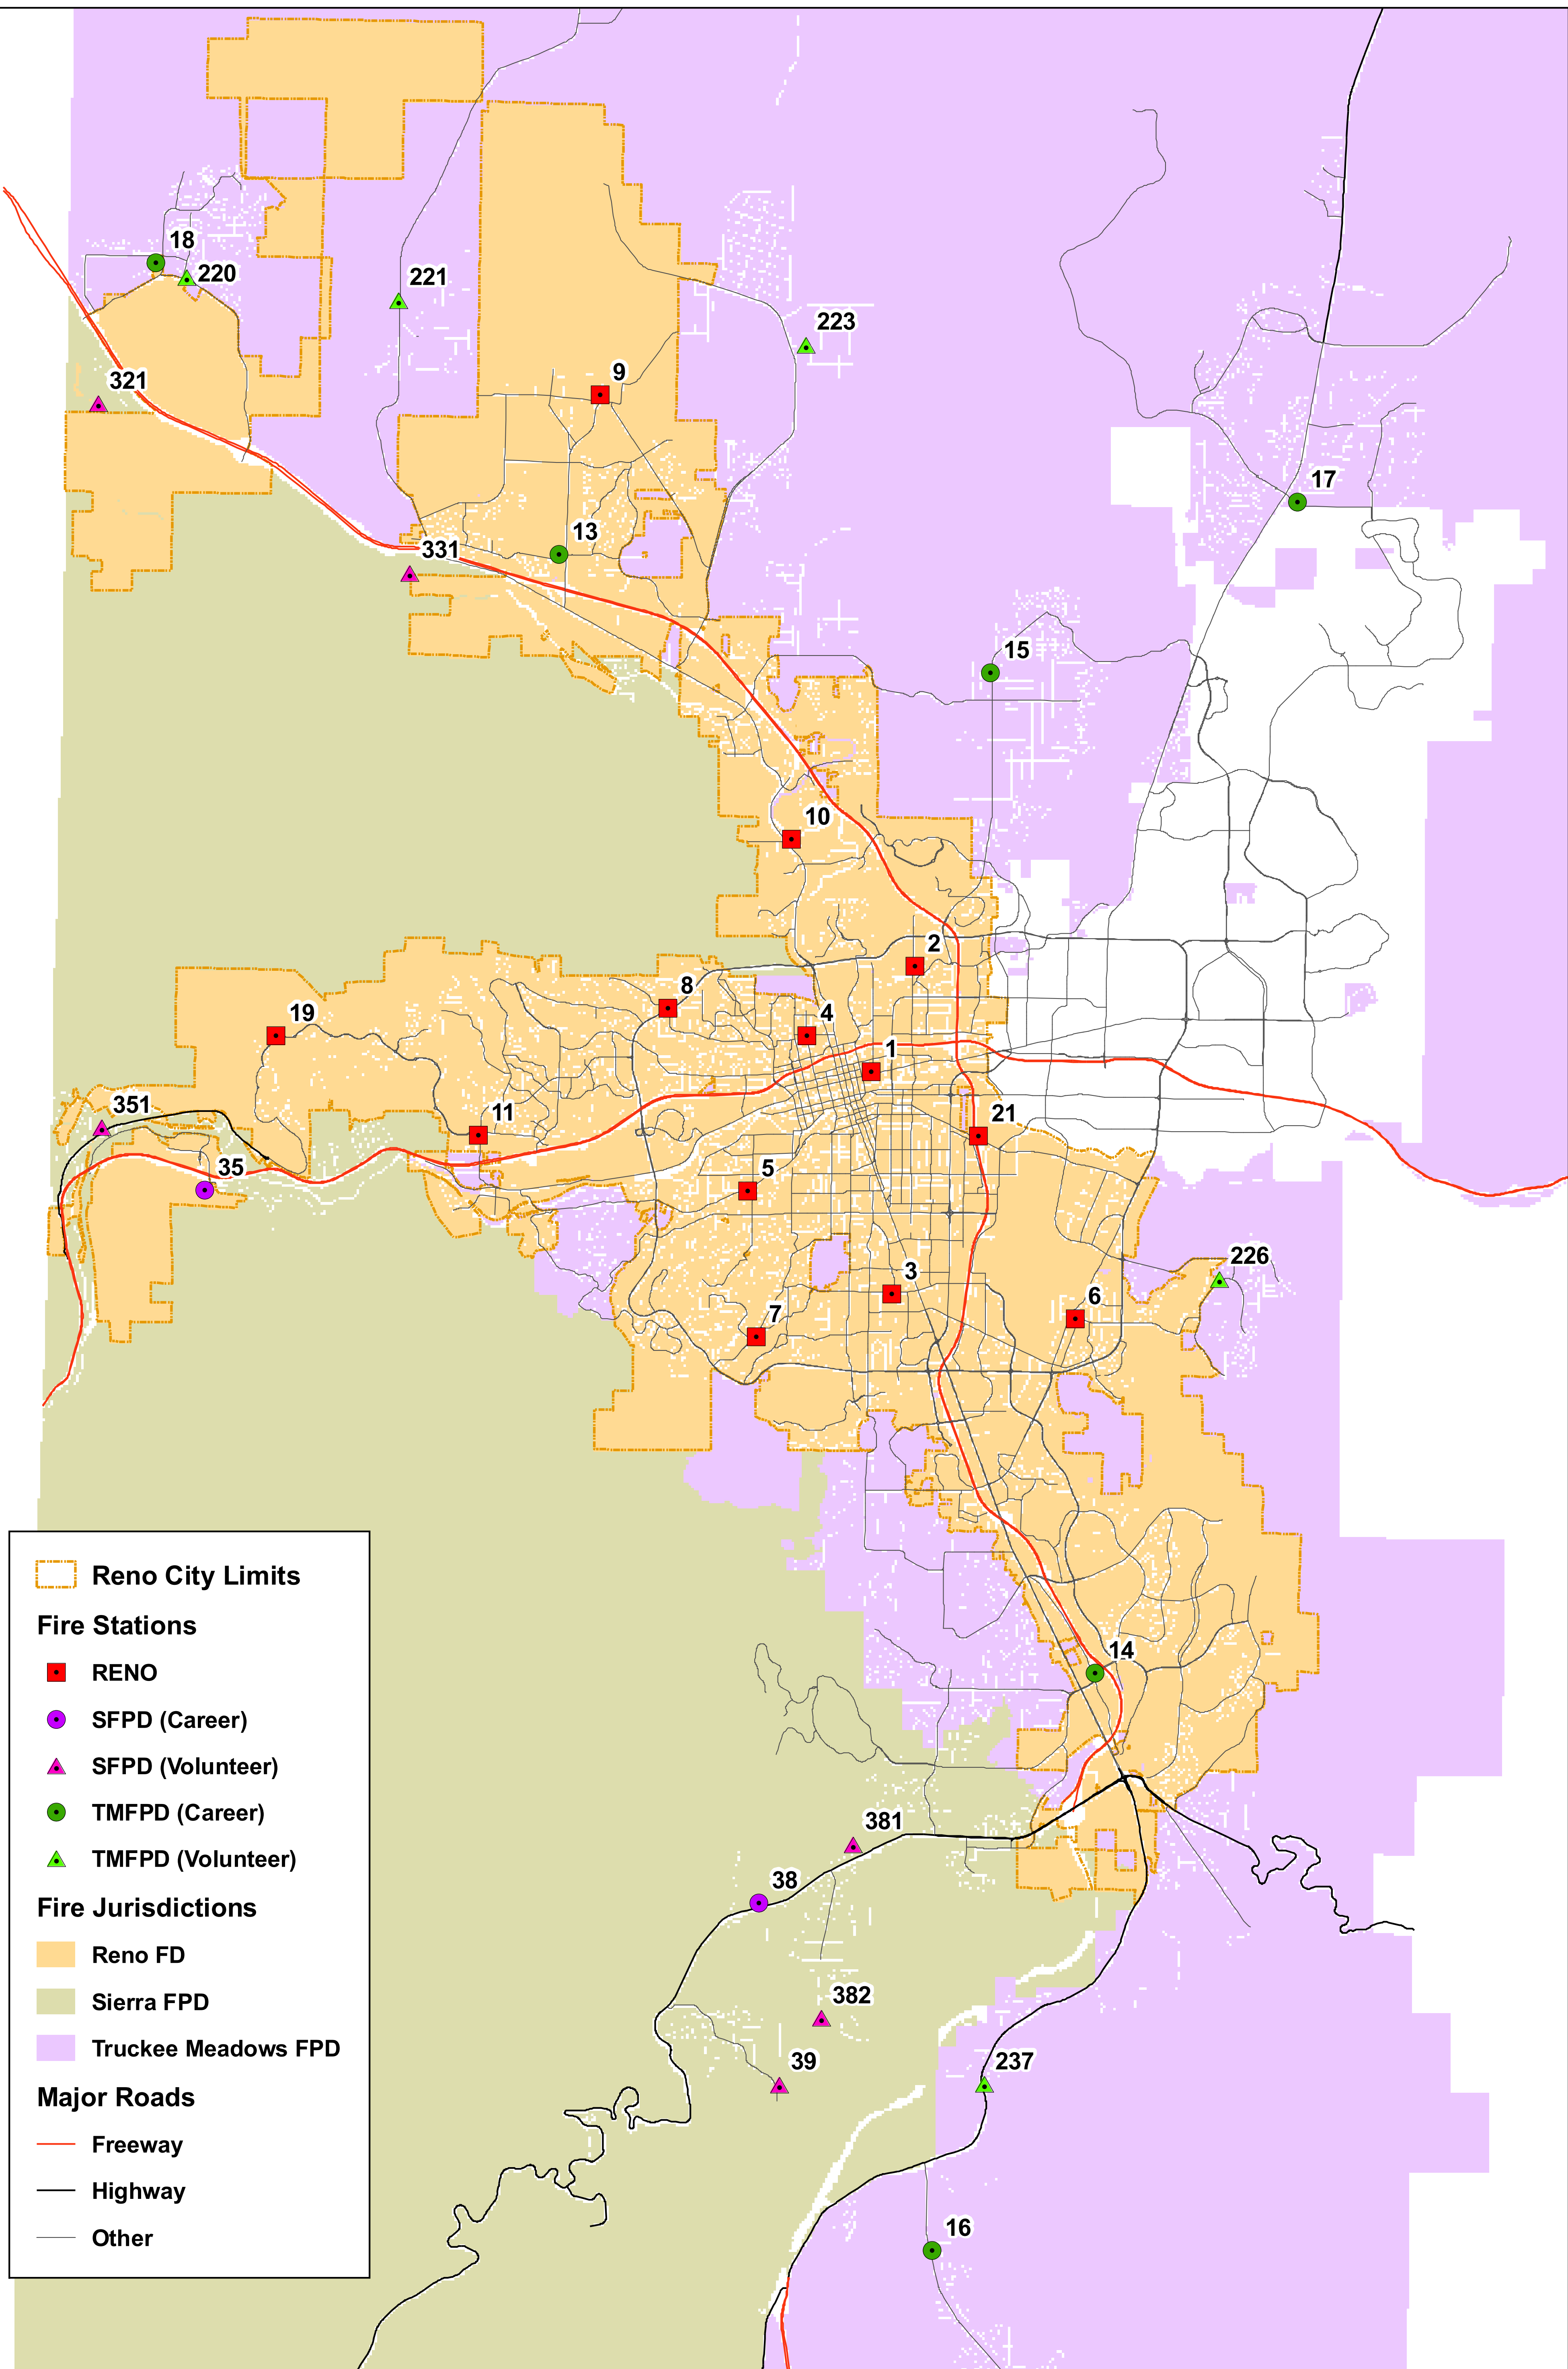 18
220
221
223
321
9
17
13
331
15
10
2
8
19
4
1
351
11
21
35
5
226
3
6
7
14
381
38
382
39
237
16
Reno City Limits
Fire Stations
RENO
SFPD (Career)
SFPD (Volunteer)
TMFPD (Career)
TMFPD (Volunteer)
Fire Jurisdictions
Reno FD
Sierra FPD
Truckee Meadows FPD
Major Roads
Freeway
Highway
Other